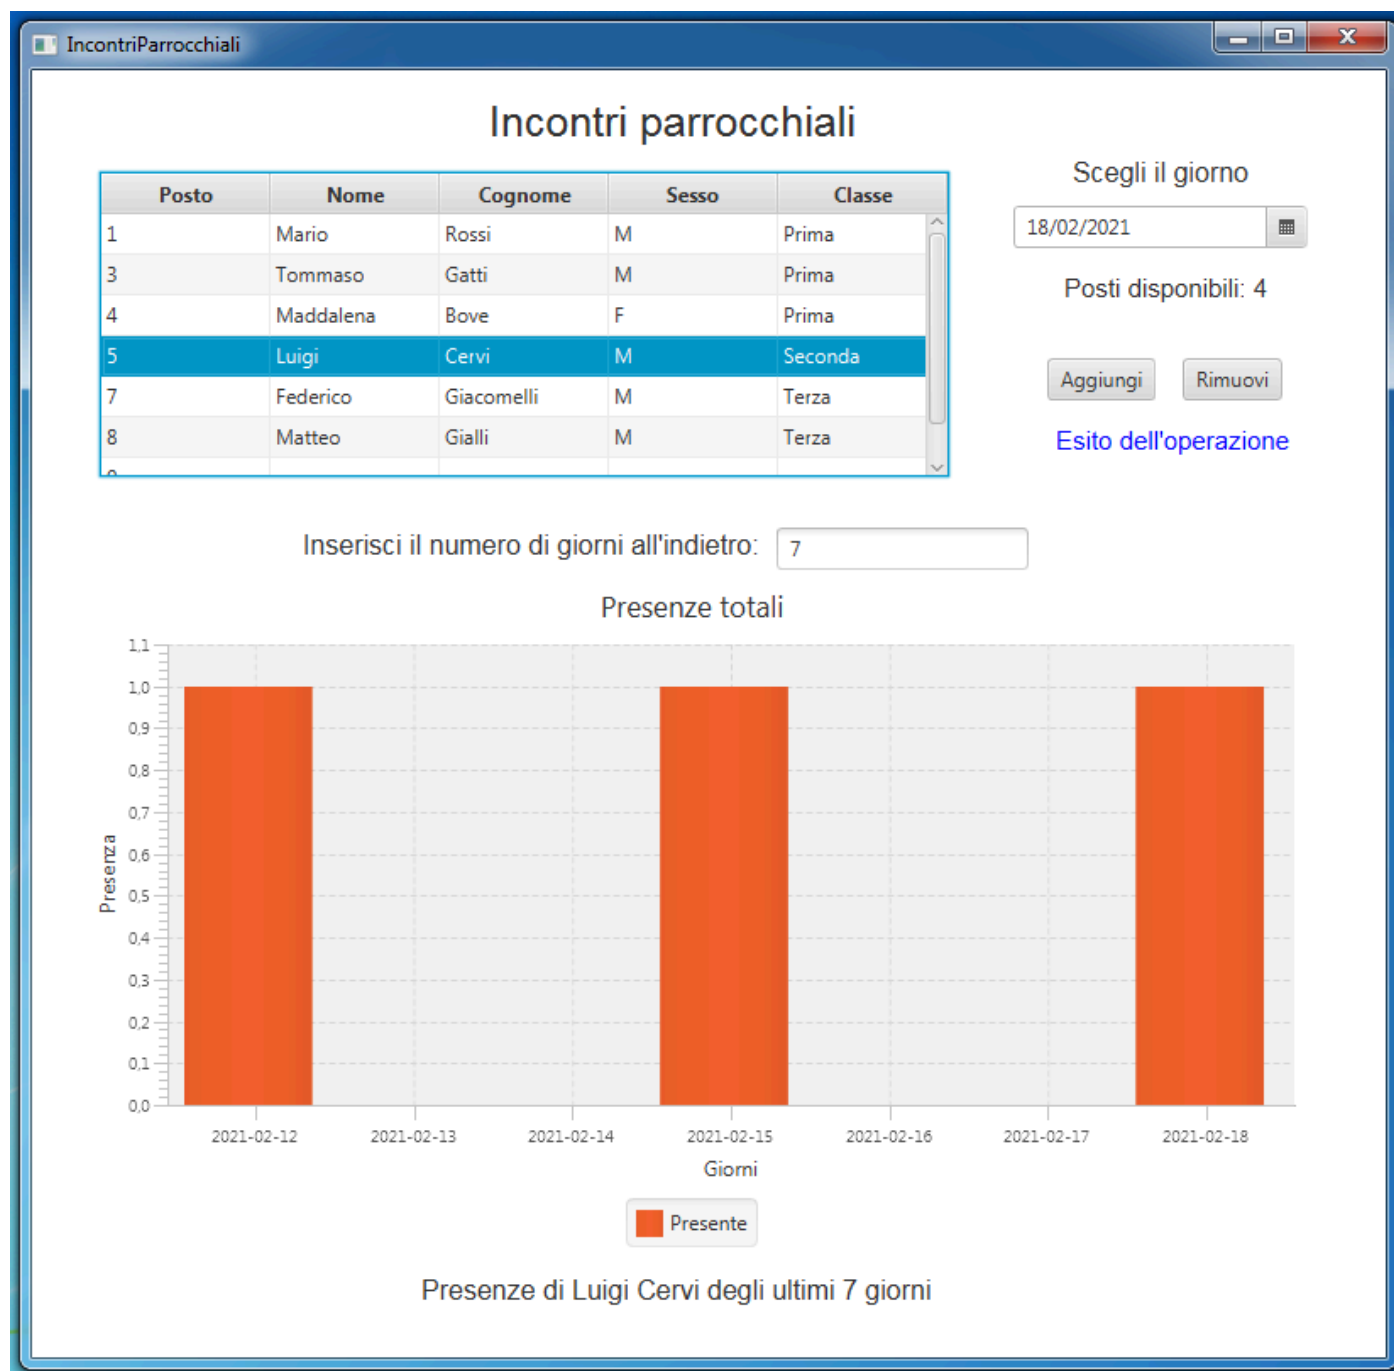 IncontriParrocchiali
Incontri parrocchiali
Posto Nome Cognome Sesso Classe
1 Mario Rossi M Prima
3 Tommaso Gatti M Prima
4 Maddalena Bove F Prima
5 Luigi Cervi M Seconda
7 Federico Giacomelli M Terza
8 Matteo Gialli M Terza
Scegli il giorno
18/02/2021
Posti disponibili: 4
Aggiungi Rimuovi
Esito dell'operazione
Inserisci il numero di giorni all'indietro: 7
Presenze totali
Presenza
1,1
1,0
0,9
0,8
0,7
0,6
0,5
0,4
0,3
0,2
0,1
0,0
2021-02-12 2021-02-13 2021-02-14 2021-02-15 2021-02-16 2021-02-17 2021-02-18
Giorni
Presente
Presenze di Luigi Cervi degli ultimi 7 giorni